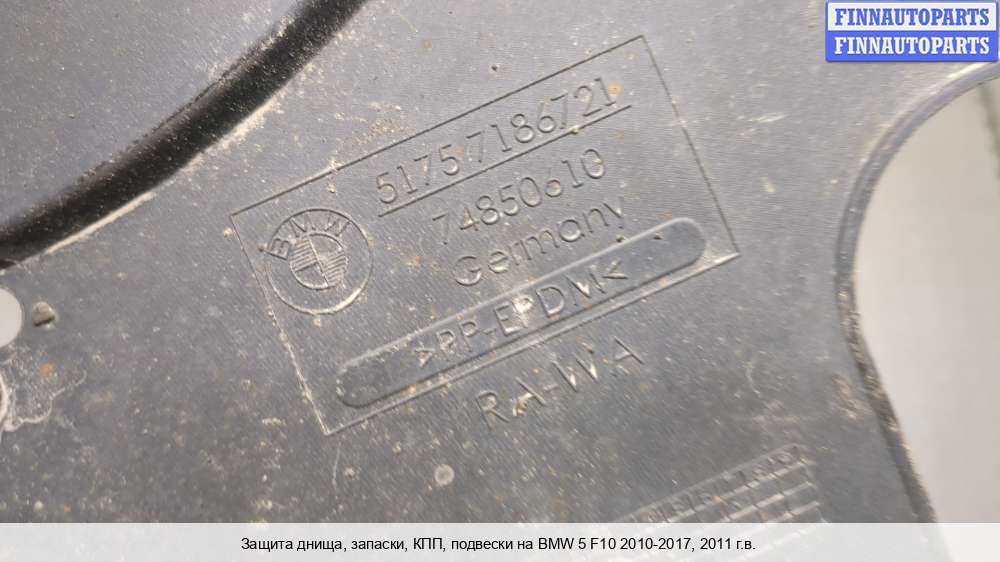 FINNAUTOPARTS
FINNAUTOPARTS
5175 7186721
74850610
BMW
Germany
>PP-EPDM<
RA-WA
Защита днища, запаски, КПП, подвески на BMW 5 F10 2010-2017, 2011 г.в.